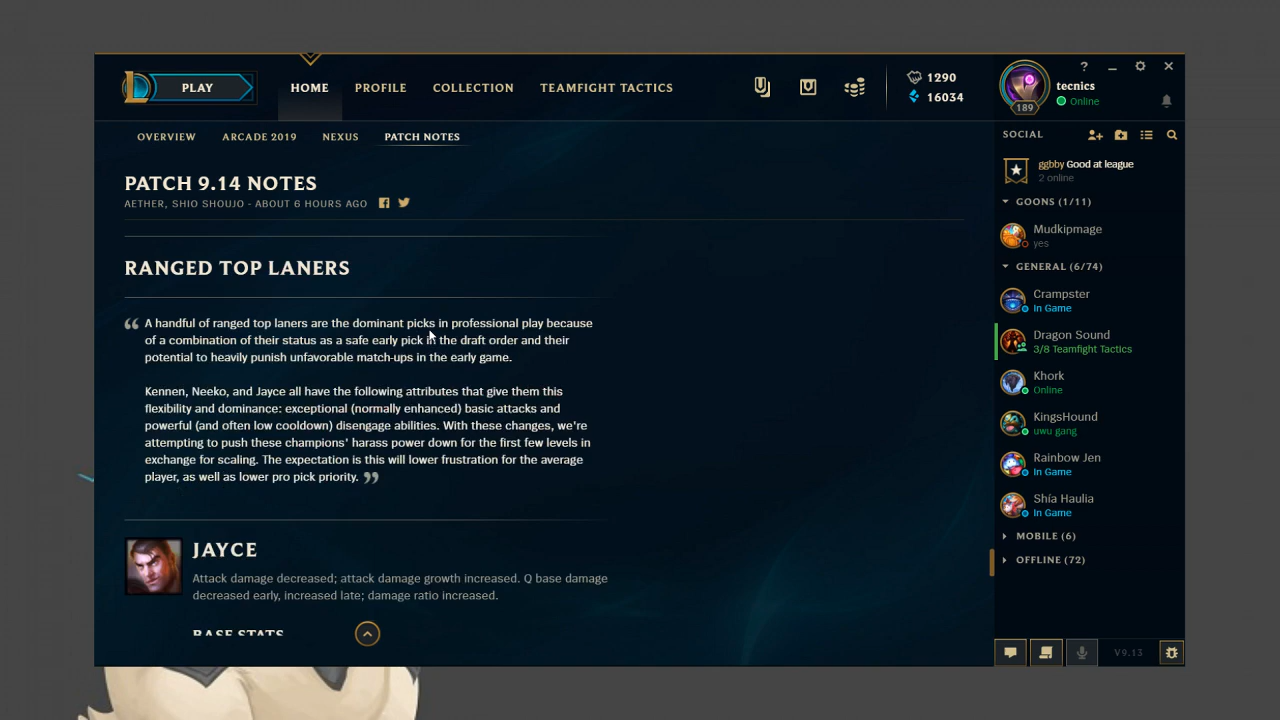 PLAY
HOME
PROFILE
COLLECTION
TEAMFIGHT TACTICS
1290
16034
?
189
tecnics
Online
OVERVIEW
ARCADE 2019
NEXUS
PATCH NOTES
PATCH 9.14 NOTES
AETHER, SHIO SHOUJO - ABOUT 6 HOURS AGO
RANGED TOP LANERS
“ A handful of ranged top laners are the dominant picks in professional play because
of a combination of their status as a safe early pick in the draft order and their
potential to heavily punish unfavorable match-ups in the early game.
Kennen, Neeko, and Jayce all have the following attributes that give them this
flexibility and dominance: exceptional (normally enhanced) basic attacks and
powerful (and often low cooldown) disengage abilities. With these changes, we're
attempting to push these champions' harass power down for the first few levels in
exchange for scaling. The expectation is this will lower frustration for the average
player, as well as lower pro pick priority. ”
JAYCE
Attack damage decreased; attack damage growth increased. Q base damage
decreased early, increased late; damage ratio increased.
BASE STATS
SOCIAL
ggbby Good at league
2 online
GOONS (1/11)
Mudkipmage
yes
GENERAL (6/74)
Crampster
In Game
Dragon Sound
3/8 Teamfight Tactics
Khork
Online
KingsHound
uwu gang
Rainbow Jen
In Game
Shía Haulia
In Game
MOBILE (6)
OFFLINE (72)
V9.13